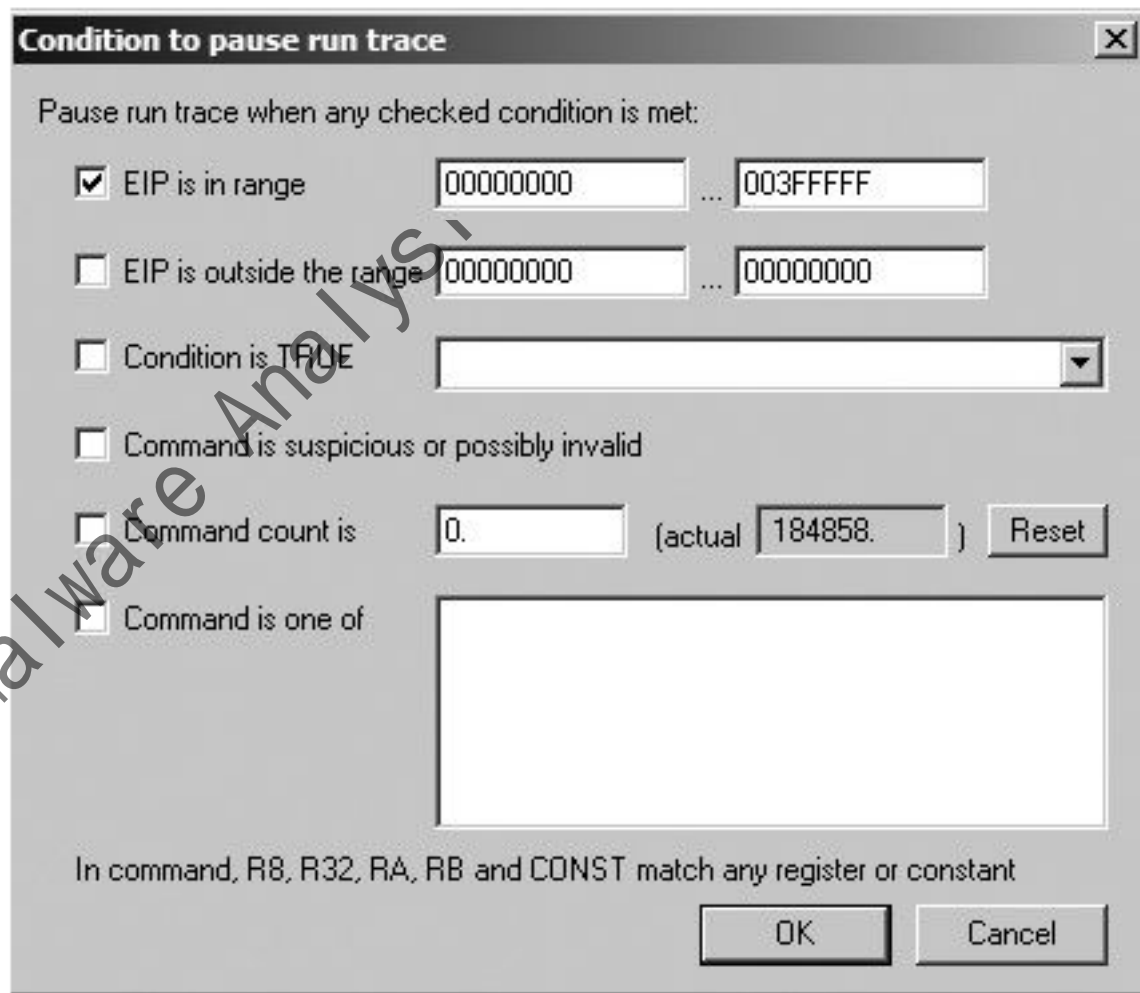 Condition to pause run trace
Pause run trace when any checked condition is met:
EIP is in range 00000000 ... 003FFFFF
EIP is outside the range 00000000 ... 00000000
Condition is TRUE
Command is suspicious or possibly invalid
Command count is 0. (actual 184858. ) Reset
Command is one of
In command, R8, R32, RA, RB and CONST match any register or constant
OK Cancel